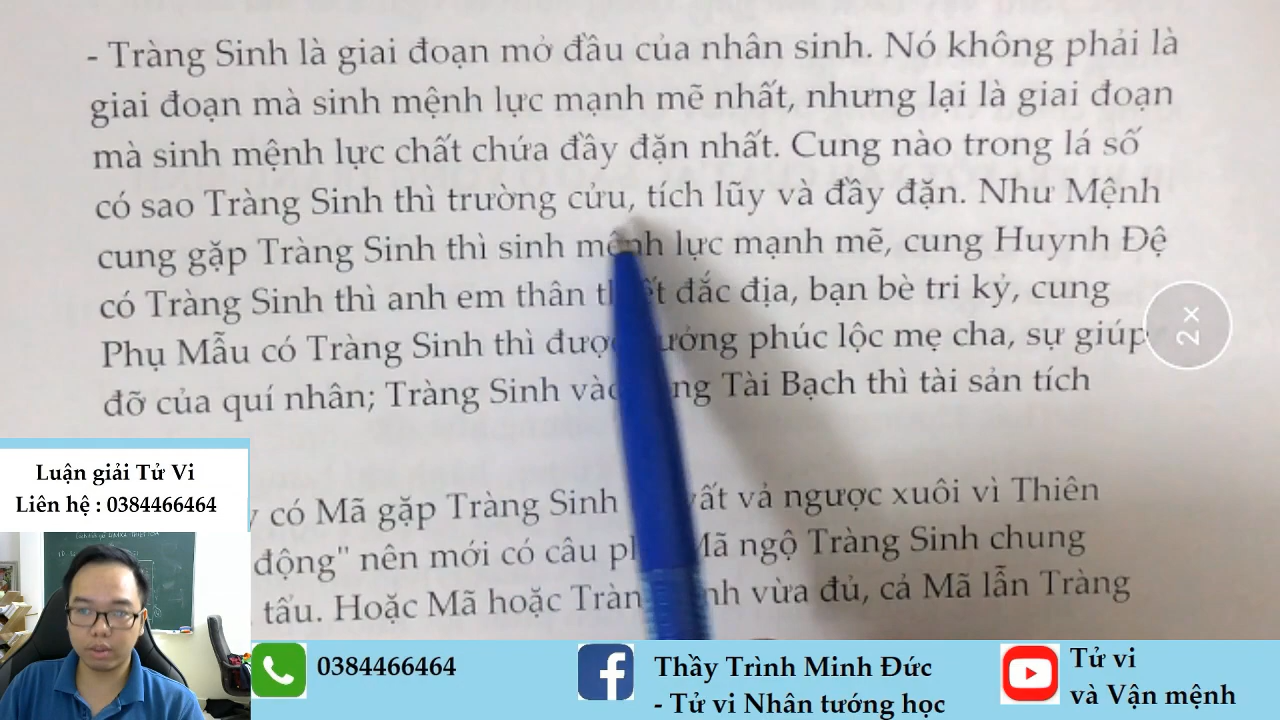 - Tràng Sinh là giai đoạn mở đầu của nhân sinh. Nó không phải là
giai đoạn mà sinh mệnh lực mạnh mẽ nhất, nhưng lại là giai đoạn
mà sinh mệnh lực chất chứa đầy đặn nhất. Cung nào trong lá số
có sao Tràng Sinh thì trường cửu, tích lũy và đầy đặn. Như Mệnh
cung gặp Tràng Sinh thì sinh mệnh lực mạnh mẽ, cung Huynh Đệ
có Tràng Sinh thì anh em thân thiết đắc địa, bạn bè tri kỷ, cung
Phụ Mẫu có Tràng Sinh thì được hưởng phúc lộc mẹ cha, sự giúp
đỡ của quí nhân; Tràng Sinh vào cung Tài Bạch thì tài sản tích
có Mã gặp Tràng Sinh vất vả ngược xuôi vì Thiên
động" nên mới có câu Mã ngộ Tràng Sinh chung
tẩu. Hoặc Mã hoặc Tràng Sinh vừa đủ, cả Mã lẫn Tràng
2×
Luận giải Tử Vi
Liên hệ : 0384466464
0384466464
Thầy Trình Minh Đức
- Tử vi Nhân tướng học
Tử vi
và Vận mệnh